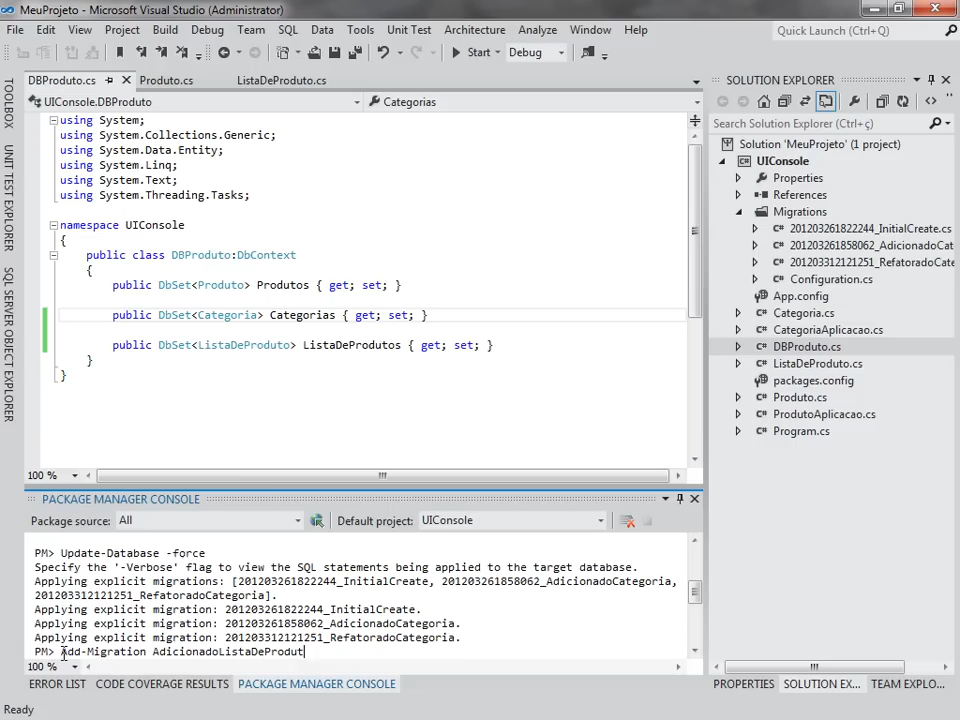 MeuProjeto - Microsoft Visual Studio (Administrator)
File Edit View Project Build Debug Team SQL Data Tools Unit Test Architecture Analyze Window Help
Quick Launch (Ctrl+Q)
Start Debug
DBProduto.cs Produto.cs ListaDeProduto.cs
UIConsole.DBProduto Categorias
using System;
using System.Collections.Generic;
using System.Data.Entity;
using System.Linq;
using System.Text;
using System.Threading.Tasks;
namespace UIConsole
{
public class DBProduto:DbContext
{
public DbSet<Produto> Produtos { get; set; }
public DbSet<Categoria> Categorias { get; set; }
public DbSet<ListaDeProduto> ListaDeProdutos { get; set; }
}
}
100 %
TOOLBOX
UNIT TEST EXPLORER
SQL SERVER OBJECT EXPLORER
SOLUTION EXPLORER
Search Solution Explorer (Ctrl+ç)
Solution 'MeuProjeto' (1 project)
UIConsole
Properties
References
Migrations
201203261822244_InitialCreate.cs
201203261858062_AdicionadoCat
201203312121251_RefatoradoCate
Configuration.cs
App.config
Categoria.cs
CategoriaAplicacao.cs
DBProduto.cs
ListaDeProduto.cs
packages.config
Produto.cs
ProdutoAplicacao.cs
Program.cs
PACKAGE MANAGER CONSOLE
Package source: All Default project: UIConsole
PM> Update-Database -force
Specify the '-Verbose' flag to view the SQL statements being applied to the target database.
Applying explicit migrations: [201203261822244_InitialCreate, 201203261858062_AdicionadoCategoria,
201203312121251_RefatoradoCategoria].
Applying explicit migration: 201203261822244_InitialCreate.
Applying explicit migration: 201203261858062_AdicionadoCategoria.
Applying explicit migration: 201203312121251_RefatoradoCategoria.
PM> Add-Migration AdicionadoListaDeProdut
100 %
ERROR LIST CODE COVERAGE RESULTS PACKAGE MANAGER CONSOLE
PROPERTIES SOLUTION EX... TEAM EXPLO...
Ready